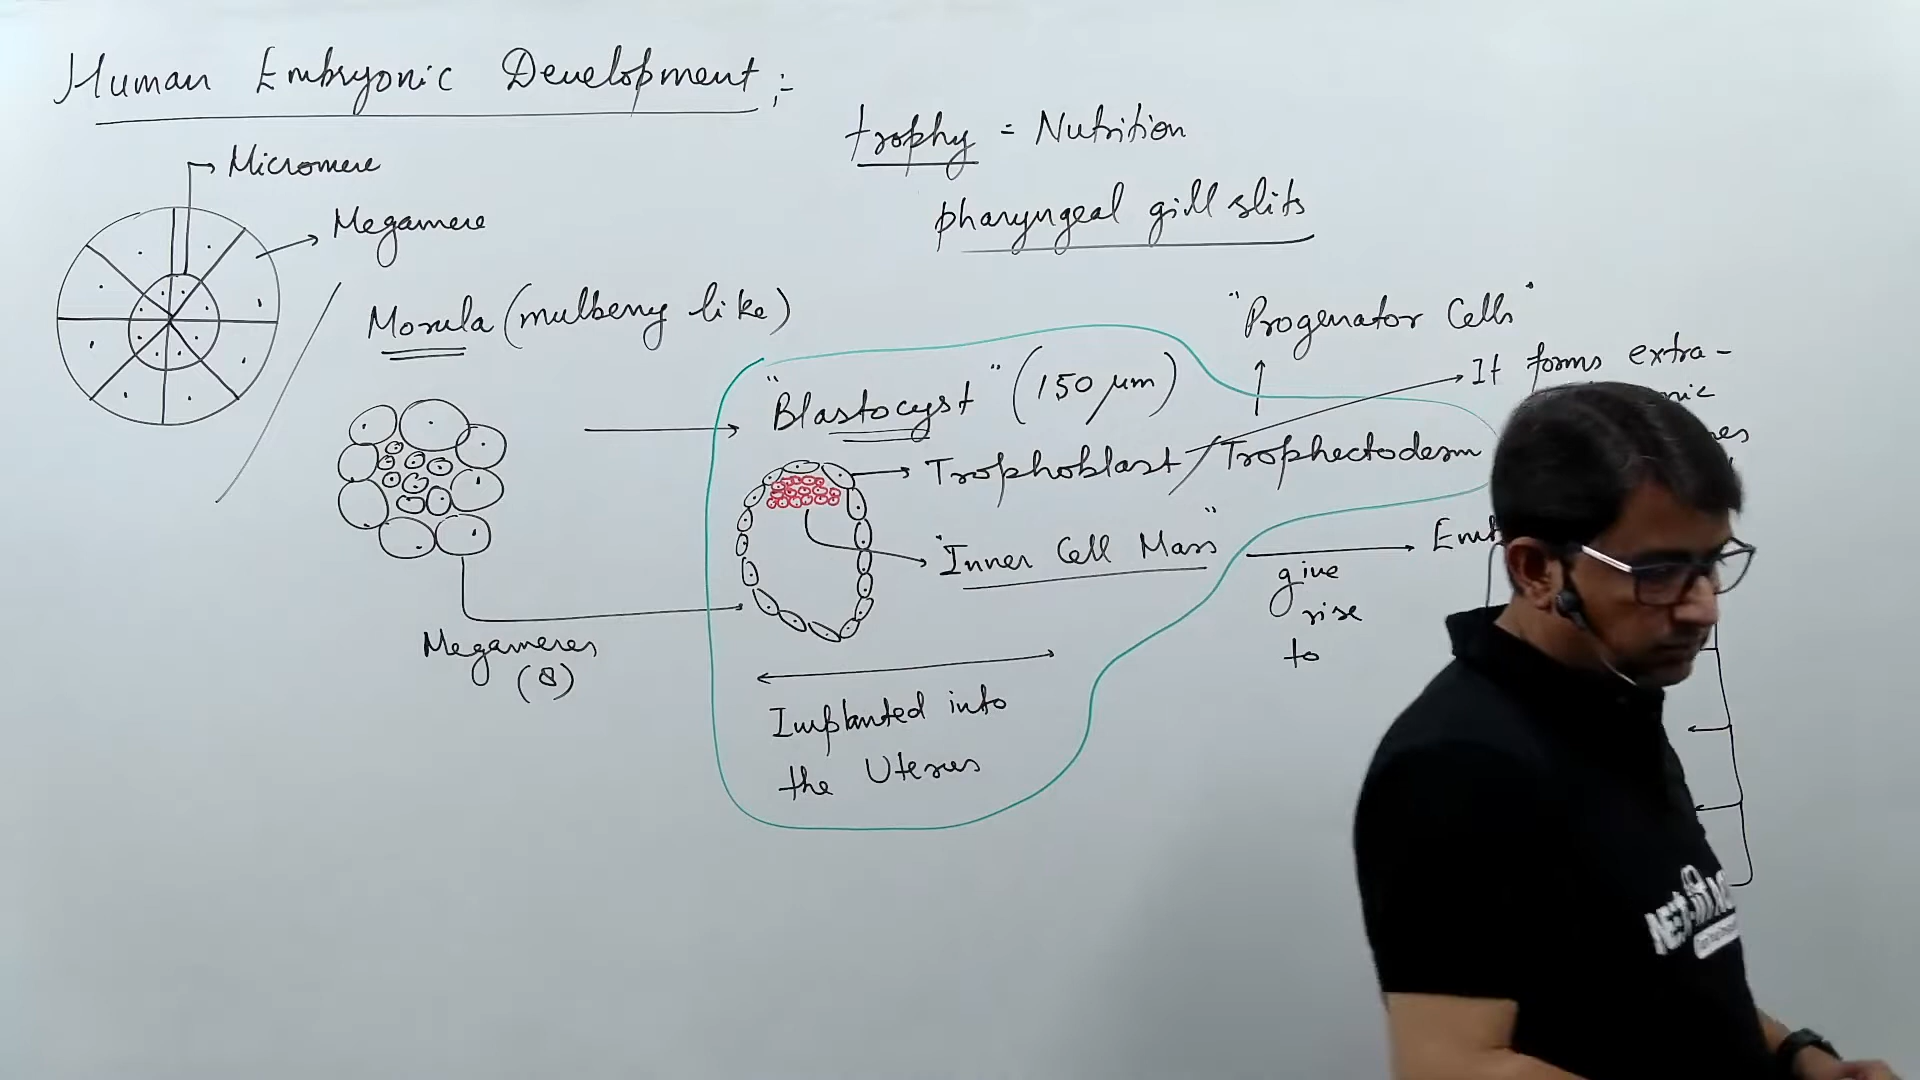 Human Embryonic Development :-
Micromere
Megamere
trophy = Nutrition
pharyngeal gill slits
Morula (mulberry like)
"Progenator Cells"
"Blastocyst" (150 μm)
It forms extra-
Trophoblast / Trophectoderm
"Inner Cell Mass"
give
rise
to
Megameres
(8)
Implanted into
the Uterus